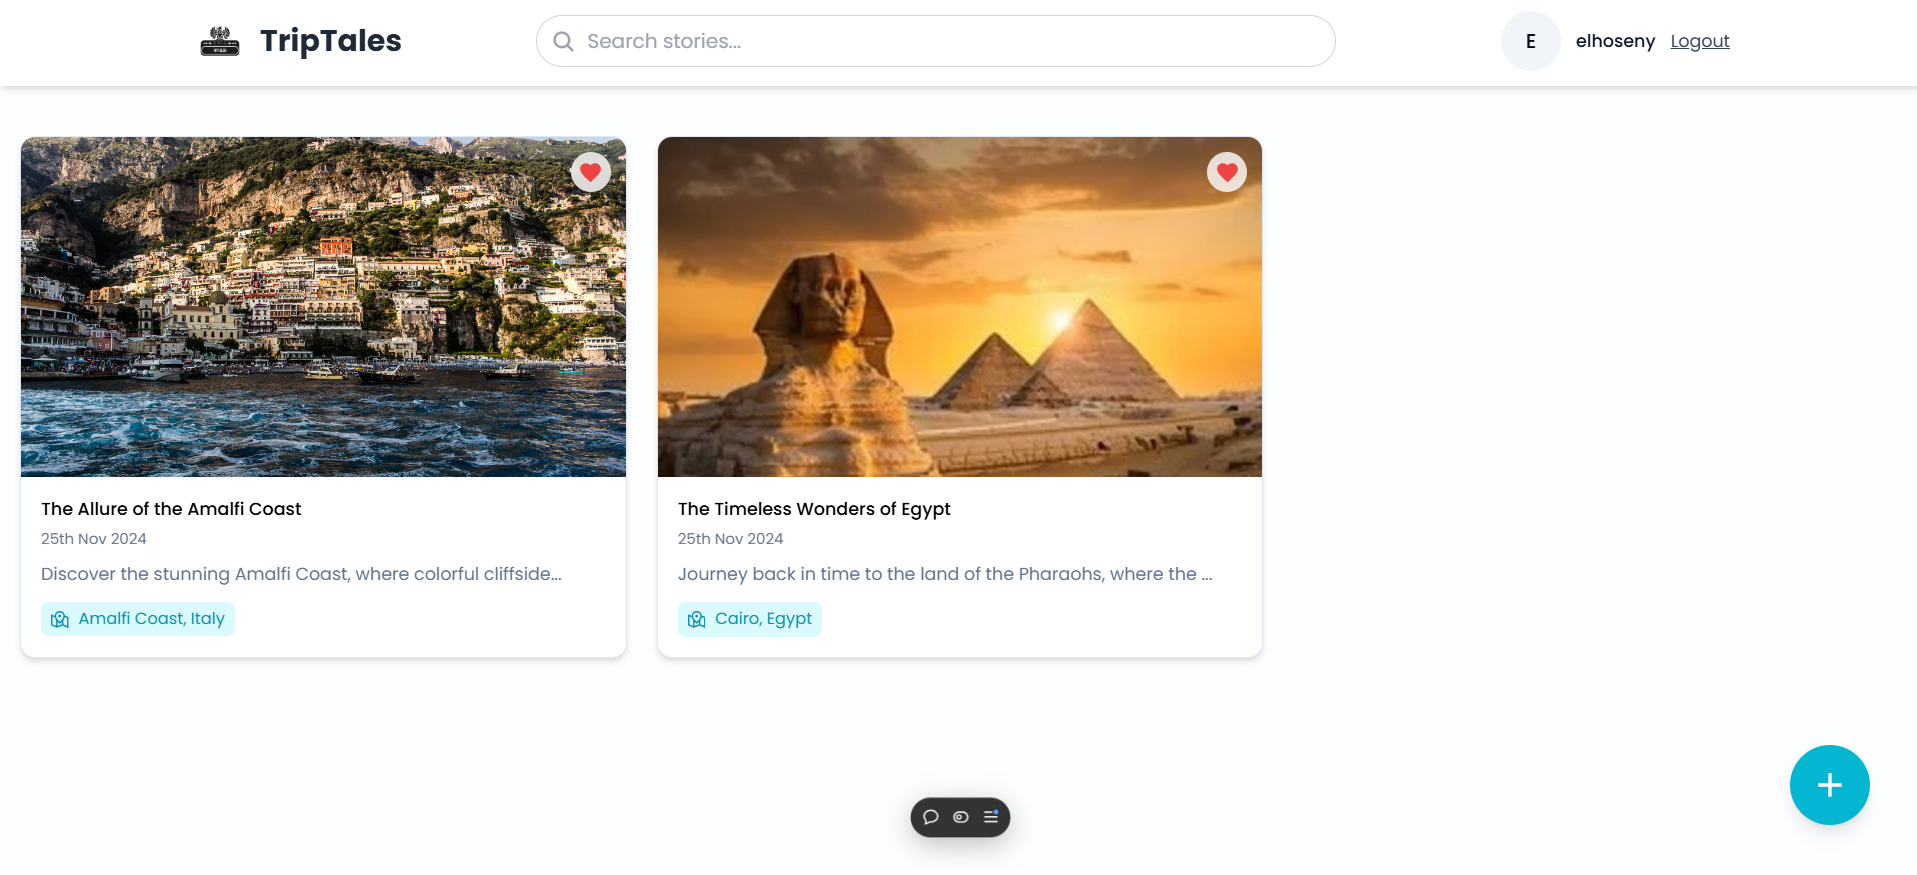 TripTales
Search stories...
E
elhoseny
Logout
The Allure of the Amalfi Coast
25th Nov 2024
Discover the stunning Amalfi Coast, where colorful cliffside...
Amalfi Coast, Italy
The Timeless Wonders of Egypt
25th Nov 2024
Journey back in time to the land of the Pharaohs, where the ...
Cairo, Egypt